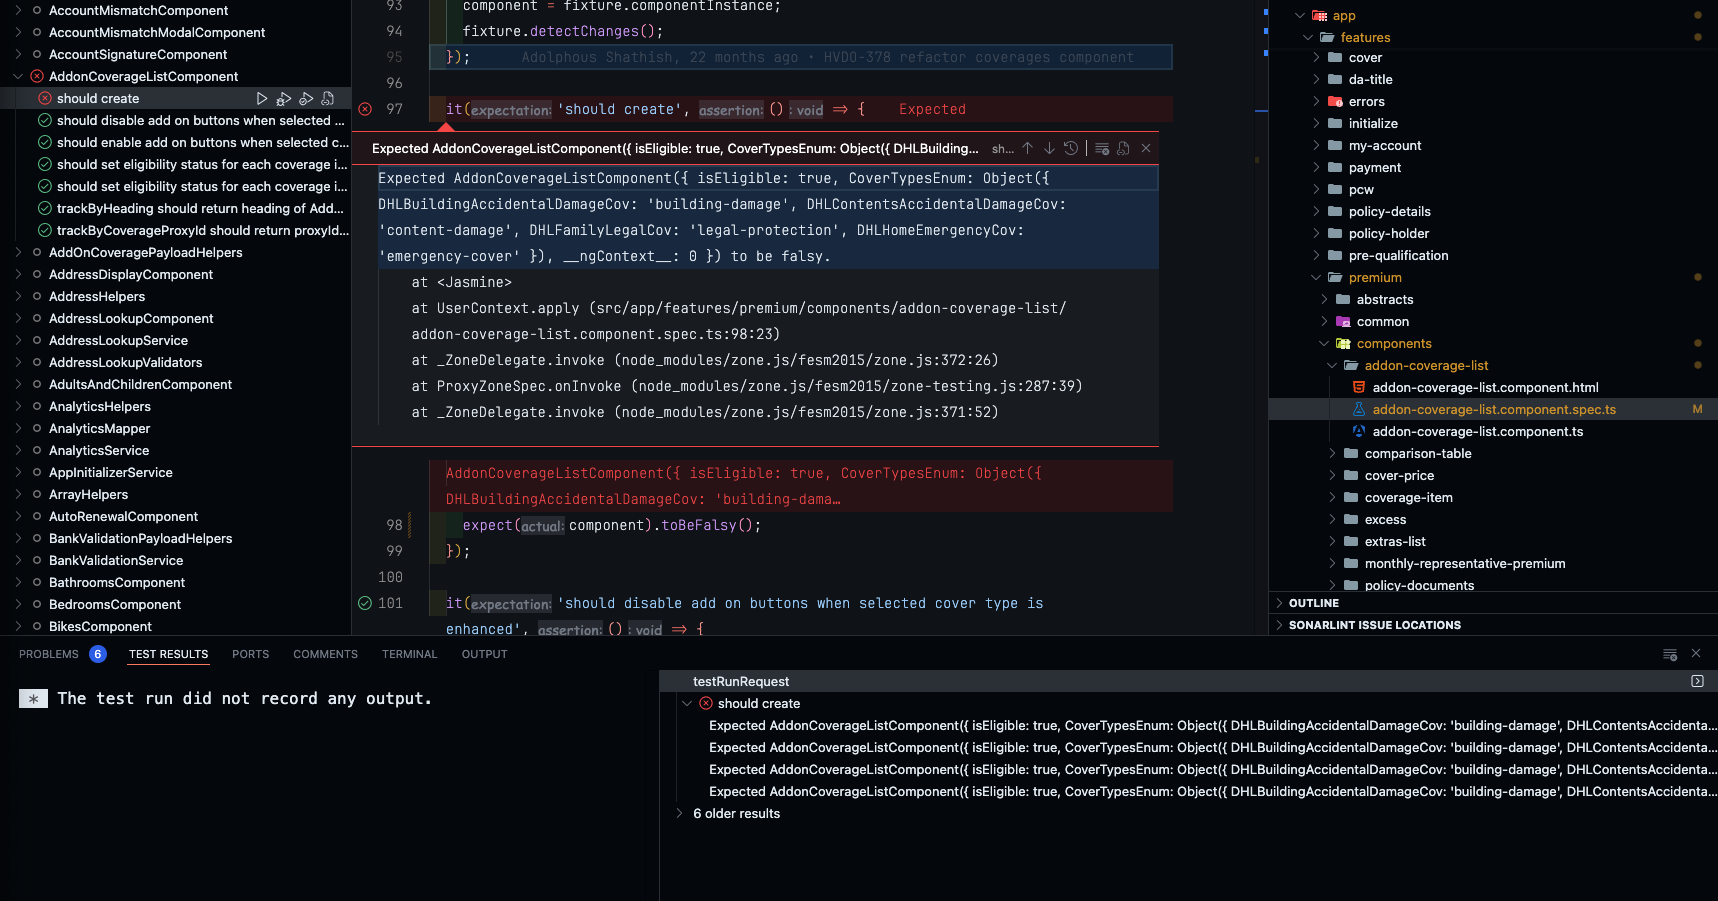 AccountMismatchComponent
AccountMismatchModalComponent
AccountSignatureComponent
AddonCoverageListComponent
should create
should disable add on buttons when selected ...
should enable add on buttons when selected c...
should set eligibility status for each coverage i...
should set eligibility status for each coverage i...
trackByHeading should return heading of Add...
trackByCoverageProxyId should return proxyId...
AddOnCoveragePayloadHelpers
AddressDisplayComponent
AddressHelpers
AddressLookupComponent
AddressLookupService
AddressLookupValidators
AdultsAndChildrenComponent
AnalyticsHelpers
AnalyticsMapper
AnalyticsService
AppInitializerService
ArrayHelpers
AutoRenewalComponent
BankValidationPayloadHelpers
BankValidationService
BathroomsComponent
BedroomsComponent
BikesComponent
93 component = fixture.componentInstance;
94 fixture.detectChanges();
95 }); Adolphous Shathish, 22 months ago • HVDO-378 refactor coverages component
96
97 it(expectation: 'should create', assertion: () : void => { Expected
Expected AddonCoverageListComponent({ isEligible: true, CoverTypesEnum: Object({ DHLBuilding... sh...
Expected AddonCoverageListComponent({ isEligible: true, CoverTypesEnum: Object({
DHLBuildingAccidentalDamageCov: 'building-damage', DHLContentsAccidentalDamageCov:
'content-damage', DHLFamilyLegalCov: 'legal-protection', DHLHomeEmergencyCov:
'emergency-cover' }), __ngContext__: 0 }) to be falsy.
at <Jasmine>
at UserContext.apply (src/app/features/premium/components/addon-coverage-list/
addon-coverage-list.component.spec.ts:98:23)
at _ZoneDelegate.invoke (node_modules/zone.js/fesm2015/zone.js:372:26)
at ProxyZoneSpec.onInvoke (node_modules/zone.js/fesm2015/zone-testing.js:287:39)
at _ZoneDelegate.invoke (node_modules/zone.js/fesm2015/zone.js:371:52)
AddonCoverageListComponent({ isEligible: true, CoverTypesEnum: Object({
DHLBuildingAccidentalDamageCov: 'building-dama…
98 expect(actual: component).toBeFalsy();
99 });
100
101 it(expectation: 'should disable add on buttons when selected cover type is
enhanced', assertion: () : void => {
app
features
cover
da-title
errors
initialize
my-account
payment
pcw
policy-details
policy-holder
pre-qualification
premium
abstracts
common
components
addon-coverage-list
addon-coverage-list.component.html
addon-coverage-list.component.spec.ts M
addon-coverage-list.component.ts
comparison-table
cover-price
coverage-item
excess
extras-list
monthly-representative-premium
policy-documents
OUTLINE
SONARLINT ISSUE LOCATIONS
PROBLEMS 6 TEST RESULTS PORTS COMMENTS TERMINAL OUTPUT
* The test run did not record any output.
testRunRequest
should create
Expected AddonCoverageListComponent({ isEligible: true, CoverTypesEnum: Object({ DHLBuildingAccidentalDamageCov: 'building-damage', DHLContentsAccidenta...
Expected AddonCoverageListComponent({ isEligible: true, CoverTypesEnum: Object({ DHLBuildingAccidentalDamageCov: 'building-damage', DHLContentsAccidenta...
Expected AddonCoverageListComponent({ isEligible: true, CoverTypesEnum: Object({ DHLBuildingAccidentalDamageCov: 'building-damage', DHLContentsAccidenta...
Expected AddonCoverageListComponent({ isEligible: true, CoverTypesEnum: Object({ DHLBuildingAccidentalDamageCov: 'building-damage', DHLContentsAccidenta...
6 older results